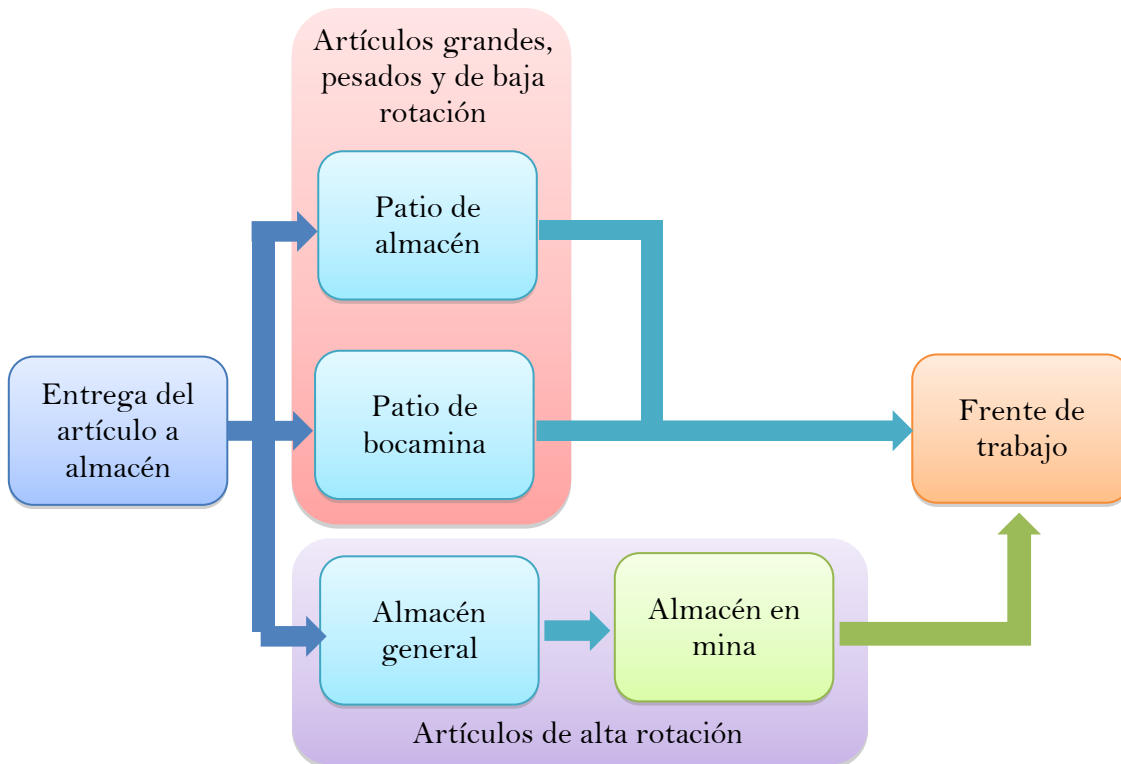 Artículos grandes,
pesados y de baja
rotación
Patio de
almacén
Entrega del
artículo a
almacén
Patio de
bocamina
Frente de
trabajo
Almacén
general
Almacén en
mina
Artículos de alta rotación